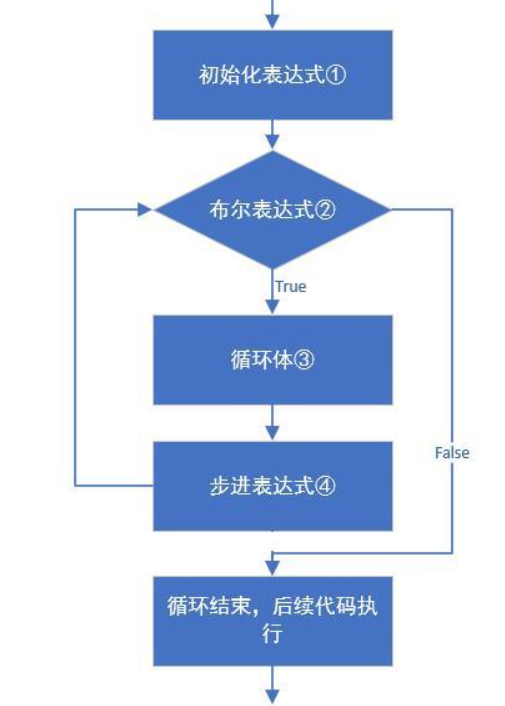 初始化表达式①
布尔表达式②
True
循环体③
False
步进表达式④
循环结束，后续代码执
行